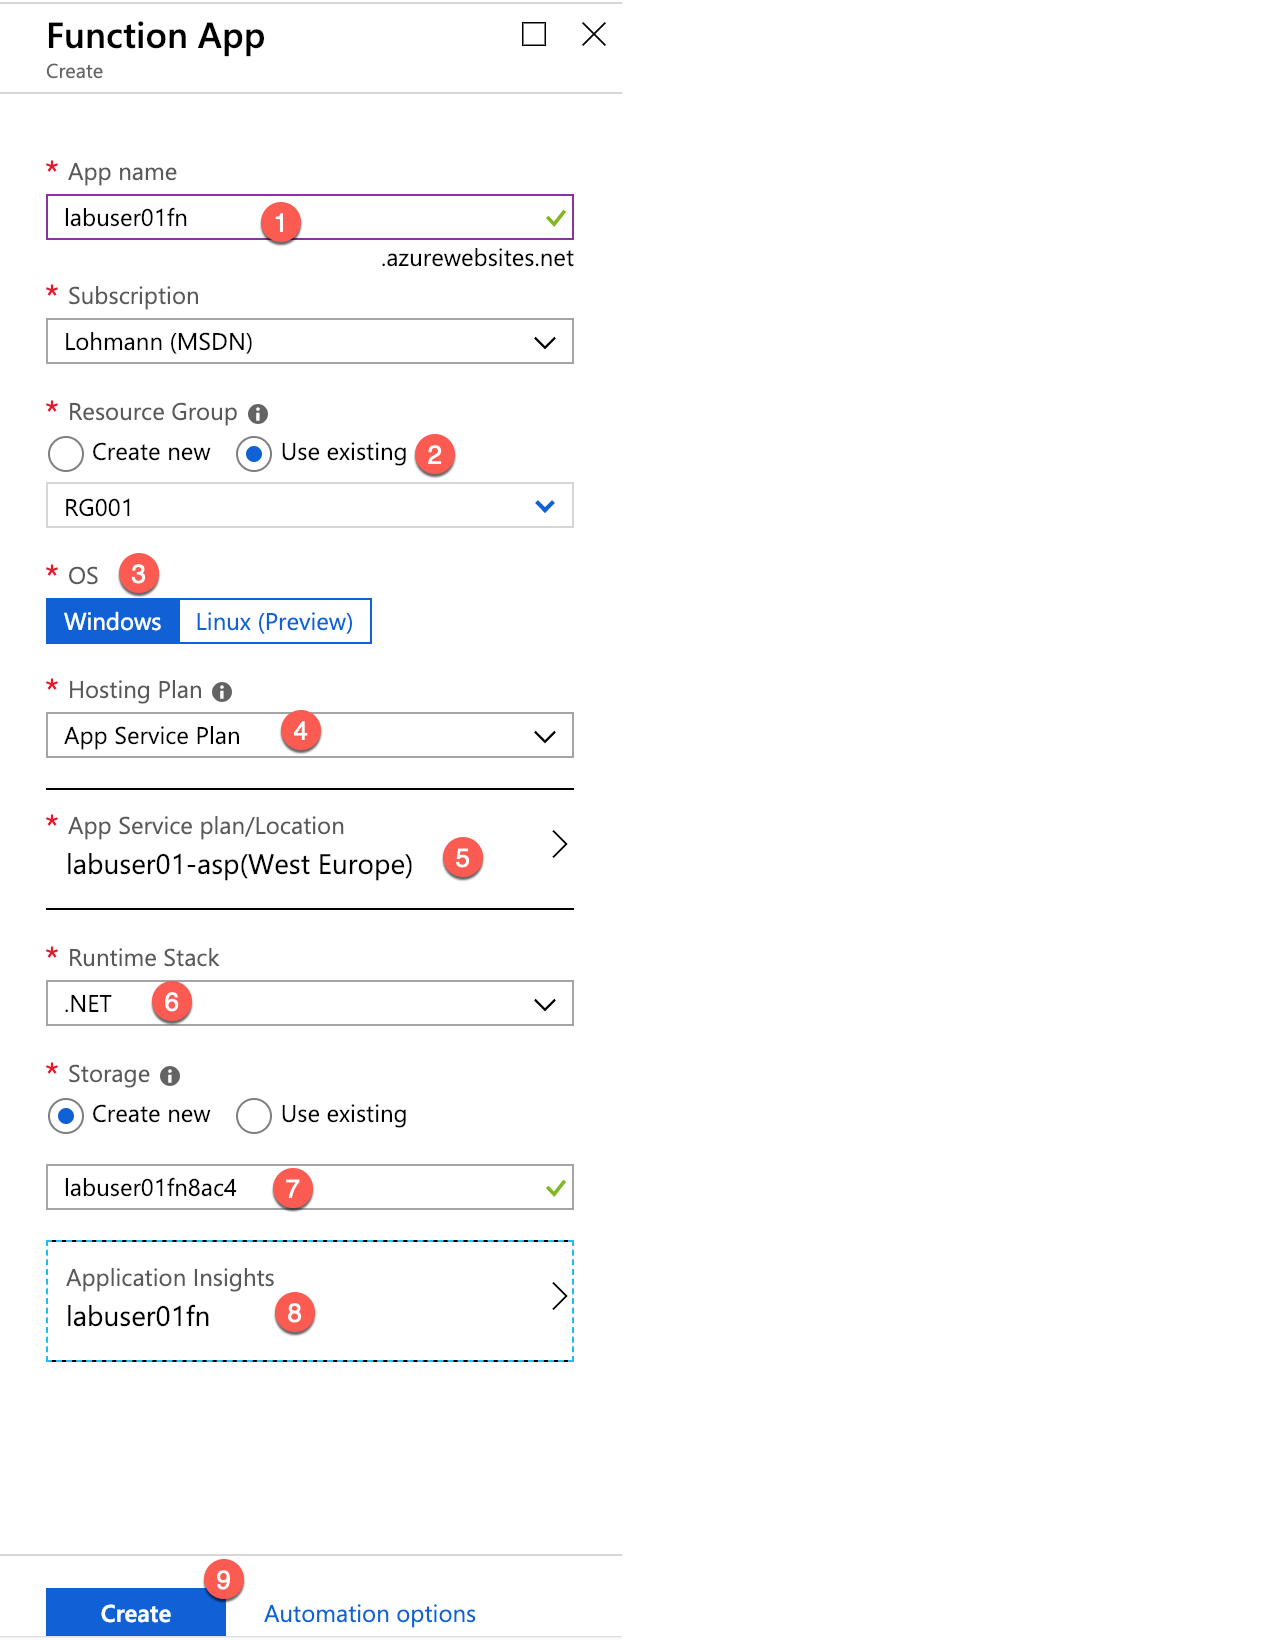 Function App
Create
* App name
labuser01fn 1
.azurewebsites.net
* Subscription
Lohmann (MSDN)
* Resource Group
Create new Use existing 2
RG001
* OS 3
Windows Linux (Preview)
* Hosting Plan
App Service Plan 4
* App Service plan/Location
labuser01-asp(West Europe) 5
* Runtime Stack
.NET 6
* Storage
Create new Use existing
labuser01fn8ac4 7
Application Insights
labuser01fn 8
9
Create Automation options